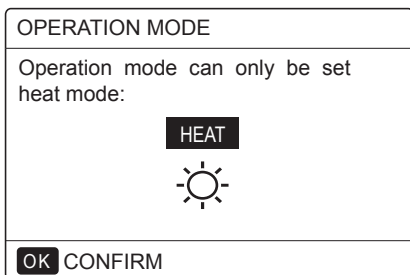 OPERATION MODE
Operation mode can only be set
heat mode:
HEAT
OK CONFIRM